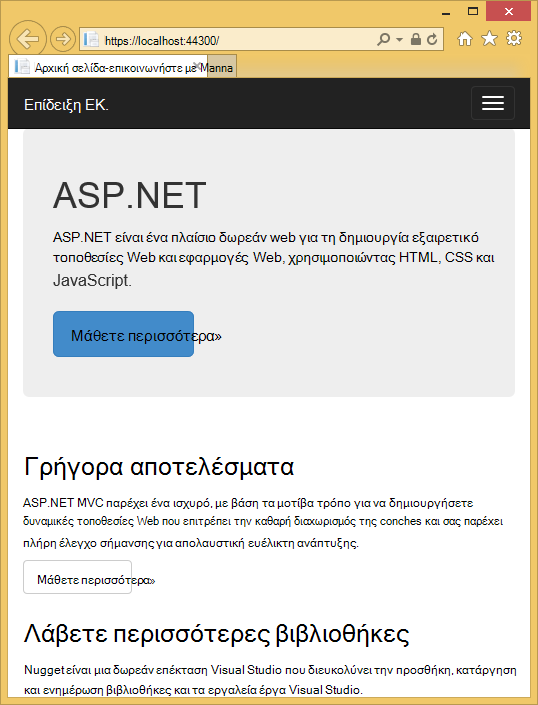 https://localhost:44300/
Αρχική σελίδα-επικοινωνήστε με Manna
Επίδειξη ΕΚ.
ASP.NET
ASP.NET είναι ένα πλαίσιο δωρεάν web για τη δημιουργία εξαιρετικό
τοποθεσίες Web και εφαρμογές Web, χρησιμοποιώντας HTML, CSS και
JavaScript.
Μάθετε περισσότερα»
Γρήγορα αποτελέσματα
ASP.NET MVC παρέχει ένα ισχυρό, με βάση τα μοτίβα τρόπο για να δημιουργήσετε
δυναμικές τοποθεσίες Web που επιτρέπει την καθαρή διαχωρισμός της conches και σας παρέχει
πλήρη έλεγχο σήμανσης για απολαυστική ευέλικτη ανάπτυξης.
Μάθετε περισσότερα»
Λάβετε περισσότερες βιβλιοθήκες
Nugget είναι μια δωρεάν επέκταση Visual Studio που διευκολύνει την προσθήκη, κατάργηση
και ενημέρωση βιβλιοθήκες και τα εργαλεία έργα Visual Studio.